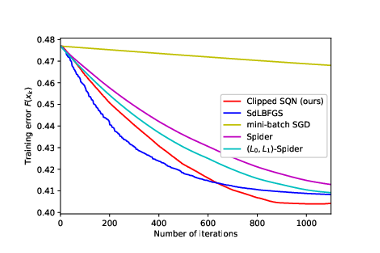 0.48
0.47
0.46
0.45
0.44
0.43
0.42
0.41
0.40
Training error F(x_k)
Clipped SQN (ours)
SdLBFGS
mini-batch SGD
Spider
(L₀, L₁)-Spider
0 200 400 600 800 1000
Number of iterations